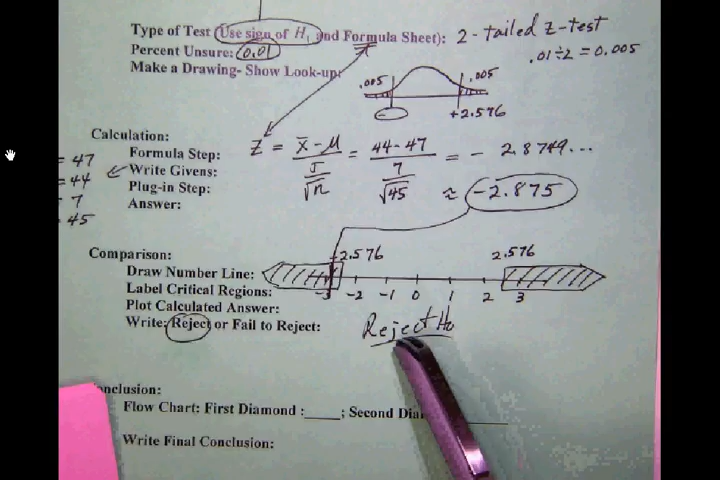 Type of Test (Use sign of H₁ and Formula Sheet): 2-tailed Z-test
Percent Unsure: 0.01 .01÷2=0.005
Make a Drawing- Show Look-up:
.005 .005
- +2.576
Calculation:
Formula Step: Z = x̄-μ / σ/√n = 44-47 / 7/√45 = -2.8749...
= 47 Write Givens:
= 44 Plug-in Step: ≈ -2.875
- 7 Answer:
45
Comparison: -2.576 2.576
Draw Number Line:
Label Critical Regions: -3 -2 -1 0 1 2 3
Plot Calculated Answer:
Write: Reject or Fail to Reject: Reject H₀
onclusion:
Flow Chart: First Diamond :____; Second Dia
Write Final Conclusion: